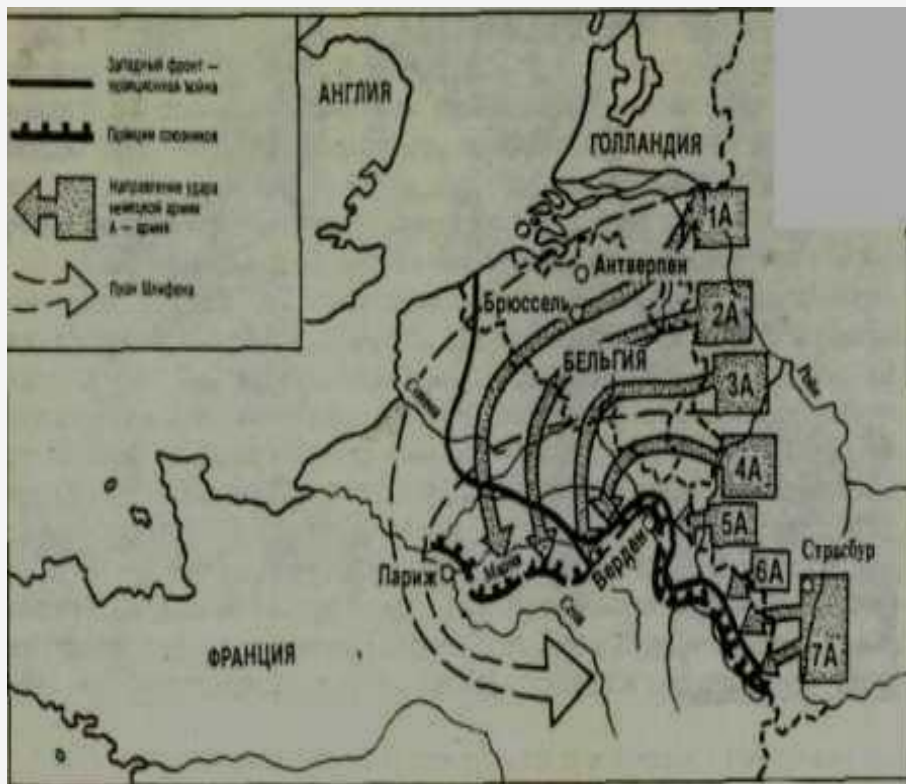 Западный фронт —
позиционная война
Позиции союзников
Направление удара
немецкой армии
А — армия
План Шлифена
АНГЛИЯ
ГОЛЛАНДИЯ
1А
Антверпен
Брюссель
2А
БЕЛЬГИЯ
3А
Рейн
Сомма
4А
5А
Страсбур
6А
Верден
Париж
Марна
7А
ФРАНЦИЯ